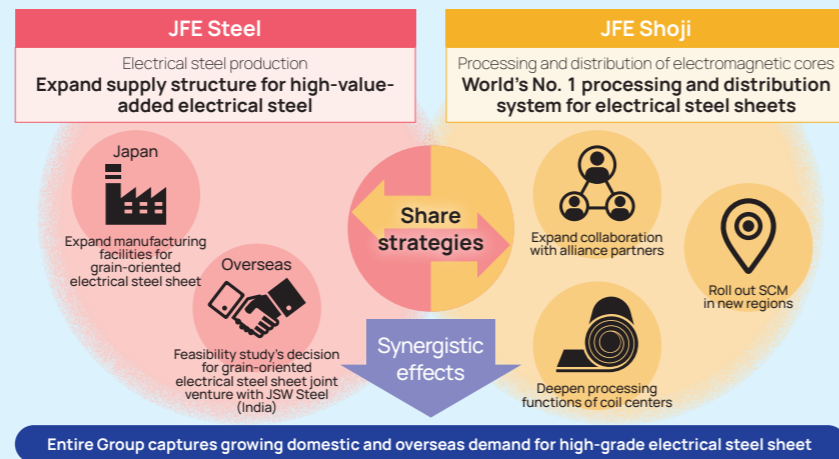 JFE Steel
Electrical steel production
Expand supply structure for high-value-
added electrical steel
Japan
Expand manufacturing
facilities for
grain-oriented
electrical steel sheet
Overseas
Feasibility study's decision
for grain-oriented
electrical steel sheet joint
venture with JSW Steel
(India)
Share
strategies
Synergistic
effects
JFE Shoji
Processing and distribution of electromagnetic cores
World's No. 1 processing and distribution
system for electrical steel sheets
Expand collaboration
with alliance partners
Roll out SCM
in new regions
Deepen processing
functions of coil centers
Entire Group captures growing domestic and overseas demand for high-grade electrical steel sheet